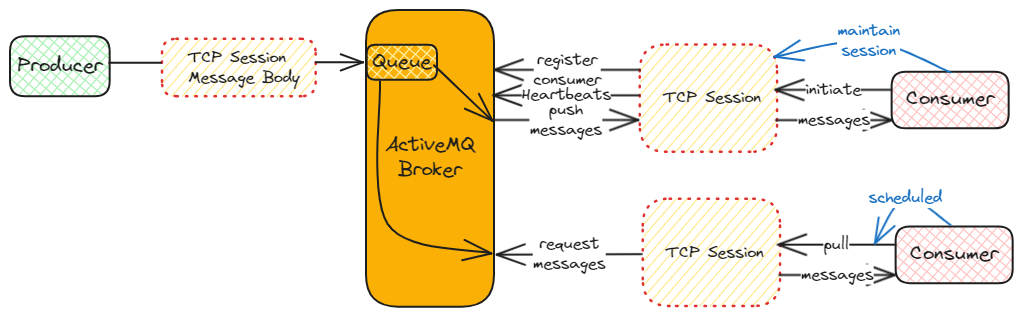 Producer
TCP Session
Message Body
Queue
ActiveMQ
Broker
register
consumer
Heartbeats
push
messages
TCP Session
maintain
session
initiate
messages
Consumer
request
messages
TCP Session
scheduled
pull
messages
Consumer